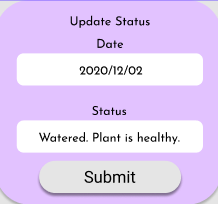 Update Status
Date
2020/12/02
Status
Watered. Plant is healthy.
Submit